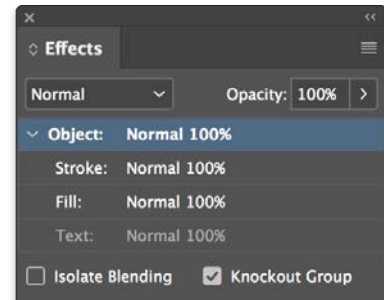 Effects
Normal Opacity: 100%
Object: Normal 100%
Stroke: Normal 100%
Fill: Normal 100%
Text: Normal 100%
Isolate Blending Knockout Group